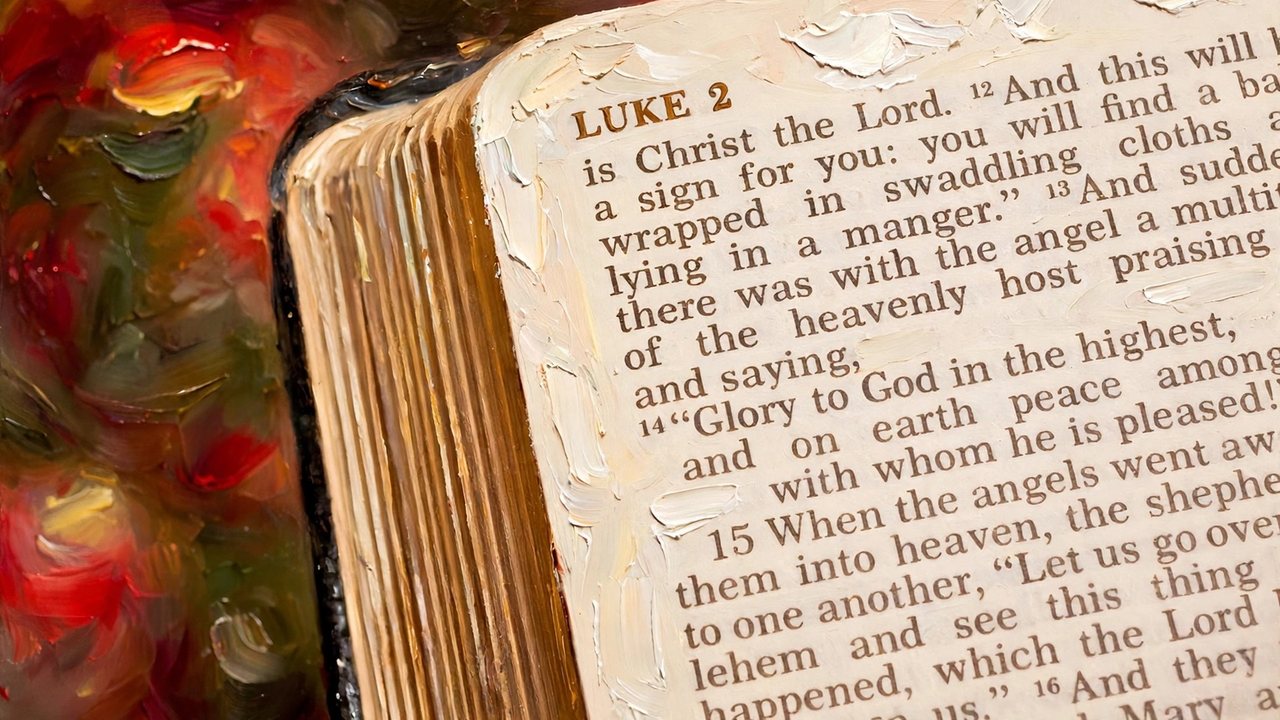 LUKE 2
is Christ the Lord. 12 And this will
a sign for you: you will find a ba
wrapped in swaddling cloths a
lying in a manger.” 13 And sudde
there was with the angel a multi
of the heavenly host praising
and saying,
14 “Glory to God in the highest,
and on earth peace among
with whom he is pleased!
15 When the angels went aw
them into heaven, the shephe
to one another, “Let us go over
lehem and see this thing
happened, which the Lord
us.” 16 And they
Mary a